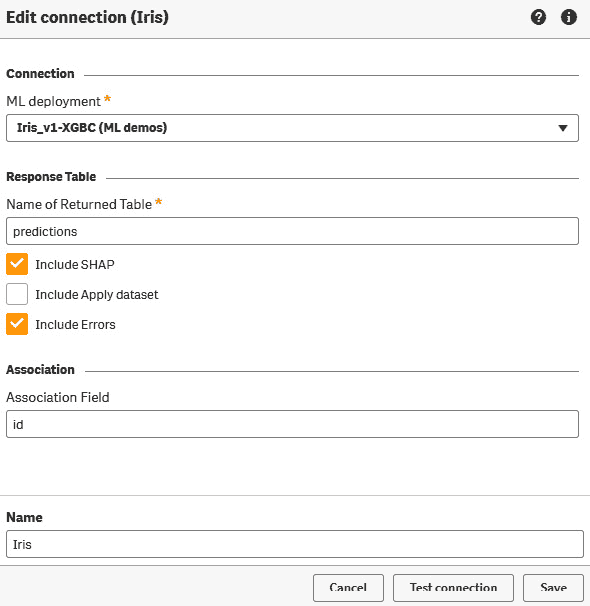 Edit connection (Iris)
Connection
ML deployment *
Iris_v1-XGBC (ML demos)
Response Table
Name of Returned Table *
predictions
Include SHAP
Include Apply dataset
Include Errors
Association
Association Field
id
Name
Iris
Cancel Test connection Save